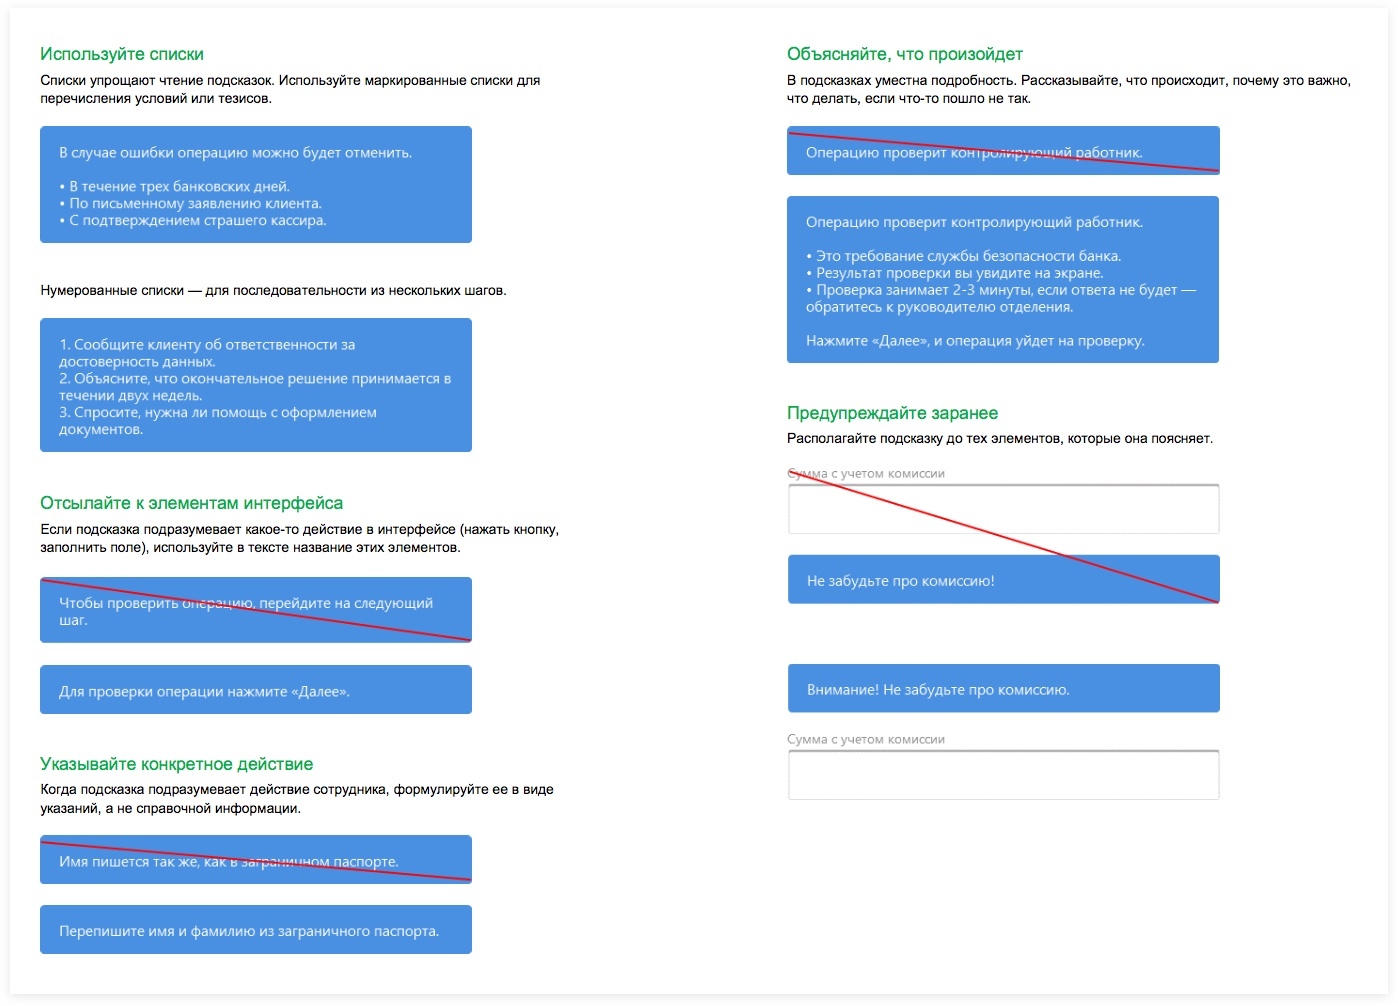 Используйте списки
Списки упрощают чтение подсказок. Используйте маркированные списки для
перечисления условий или тезисов.
В случае ошибки операцию можно будет отменить.
• В течение трех банковских дней.
• По письменному заявлению клиента.
• С подтверждением страшего кассира.
Нумерованные списки — для последовательности из нескольких шагов.
1. Сообщите клиенту об ответственности за
достоверность данных.
2. Объясните, что окончательное решение принимается в
течении двух недель.
3. Спросите, нужна ли помощь с оформлением
документов.
Отсылайте к элементам интерфейса
Если подсказка подразумевает какое-то действие в интерфейсе (нажать кнопку,
заполнить поле), используйте в тексте название этих элементов.
Чтобы проверить операцию, перейдите на следующий
шаг.
Для проверки операции нажмите «Далее».
Указывайте конкретное действие
Когда подсказка подразумевает действие сотрудника, формулируйте ее в виде
указаний, а не справочной информации.
Имя пишется так же, как в заграничном паспорте.
Перепишите имя и фамилию из заграничного паспорта.
Объясняйте, что произойдет
В подсказках уместна подробность. Рассказывайте, что происходит, почему это важно,
что делать, если что-то пошло не так.
Операцию проверит контролирующий работник.
Операцию проверит контролирующий работник.
• Это требование службы безопасности банка.
• Результат проверки вы увидите на экране.
• Проверка занимает 2-3 минуты, если ответа не будет —
обратитесь к руководителю отделения.
Нажмите «Далее», и операция уйдет на проверку.
Предупреждайте заранее
Располагайте подсказку до тех элементов, которые она поясняет.
Сумма с учетом комиссии
Не забудьте про комиссию!
Внимание! Не забудьте про комиссию.
Сумма с учетом комиссии